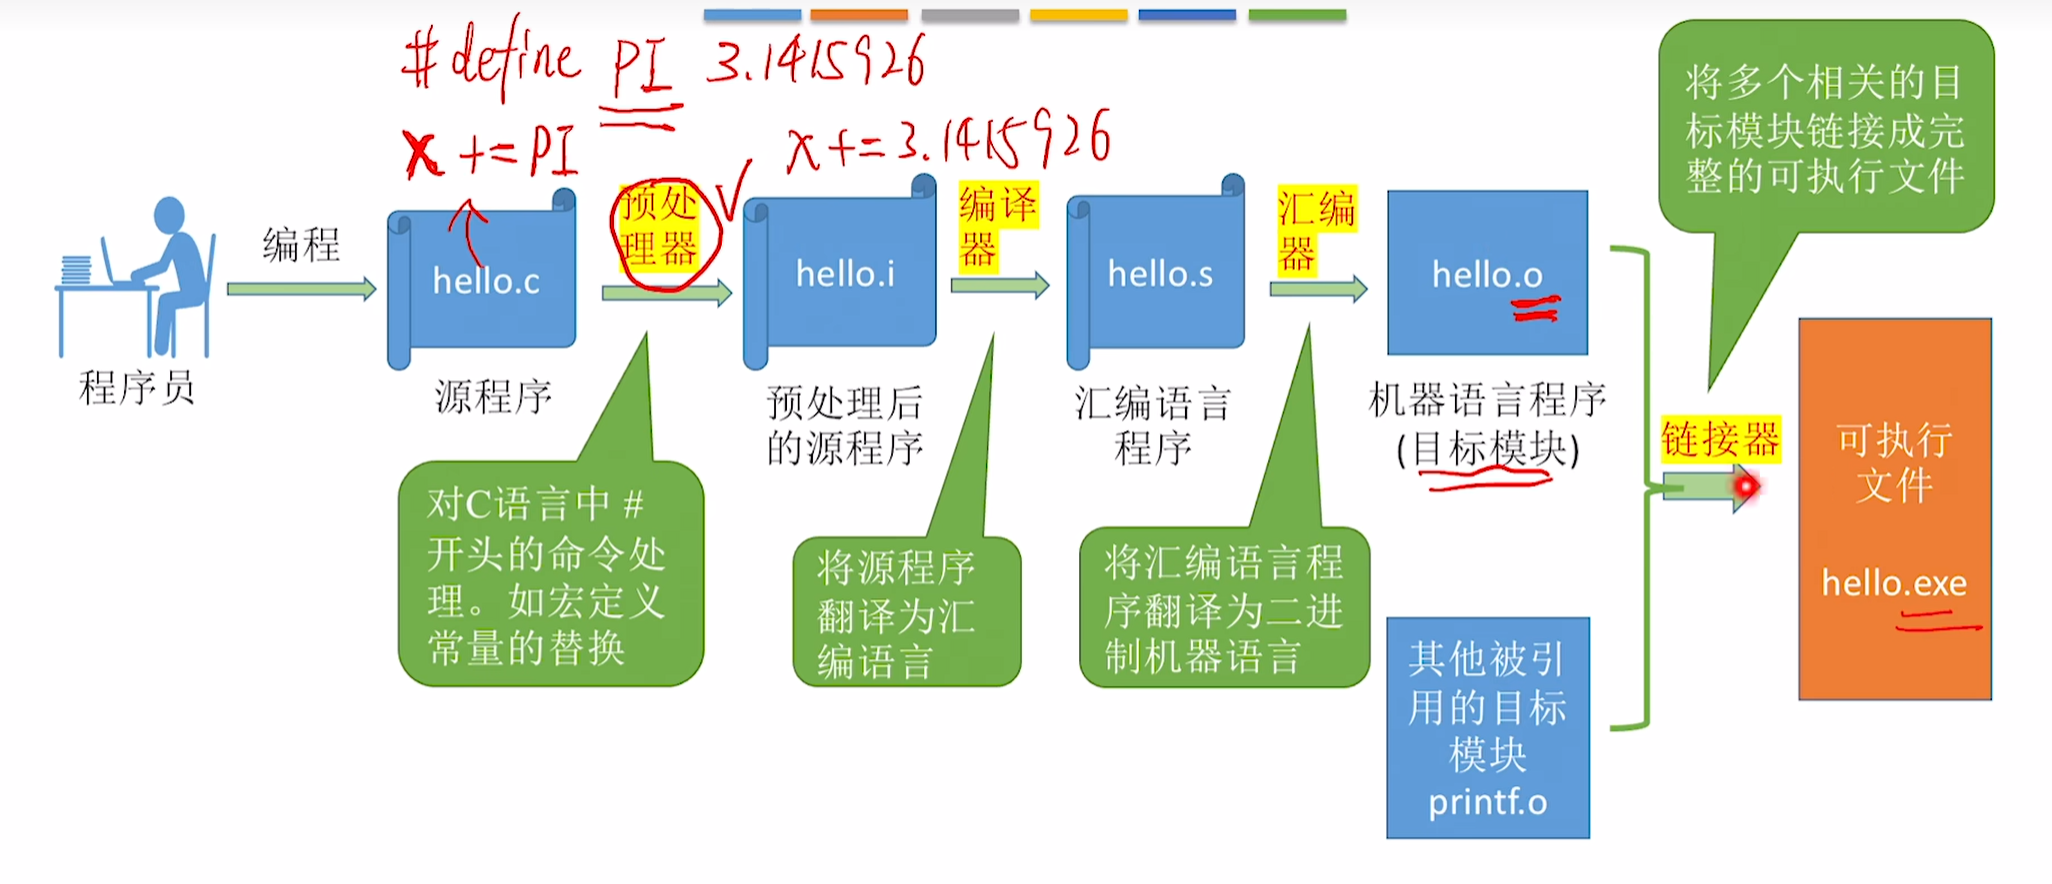 #define PI 3.1415926
x +=PI
x+=3.1415926
程序员
编程
hello.c
源程序
预处
理器
对C语言中 #
开头的命令处
理。如宏定义
常量的替换
hello.i
预处理后
的源程序
编译
器
将源程序
翻译为汇
编语言
hello.s
汇编语言
程序
汇编
器
将汇编语言程
序翻译为二进
制机器语言
hello.o
机器语言程序
(目标模块)
其他被引
用的目标
模块
printf.o
将多个相关的目
标模块链接成完
整的可执行文件
链接器
可执行
文件
hello.exe